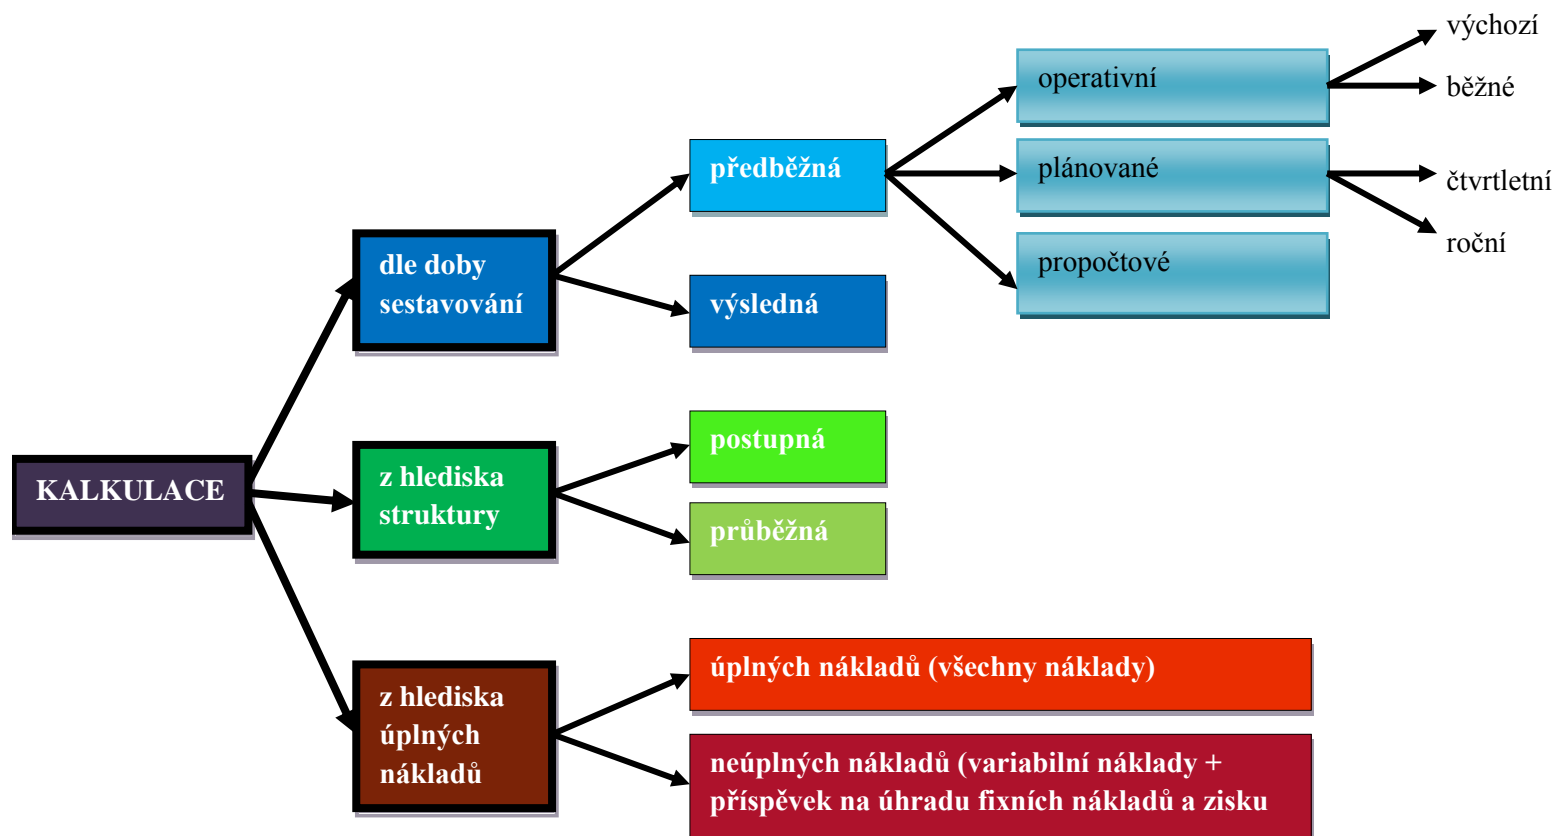 KALKULACE
dle doby
sestavování
předběžná
operativní
výchozí
běžné
plánované
čtvrtletní
roční
propočtové
výsledná
z hlediska
struktury
postupná
průběžná
z hlediska
úplných
nákladů
úplných nákladů (všechny náklady)
neúplných nákladů (variabilní náklady +
příspěvek na úhradu fixních nákladů a zisku